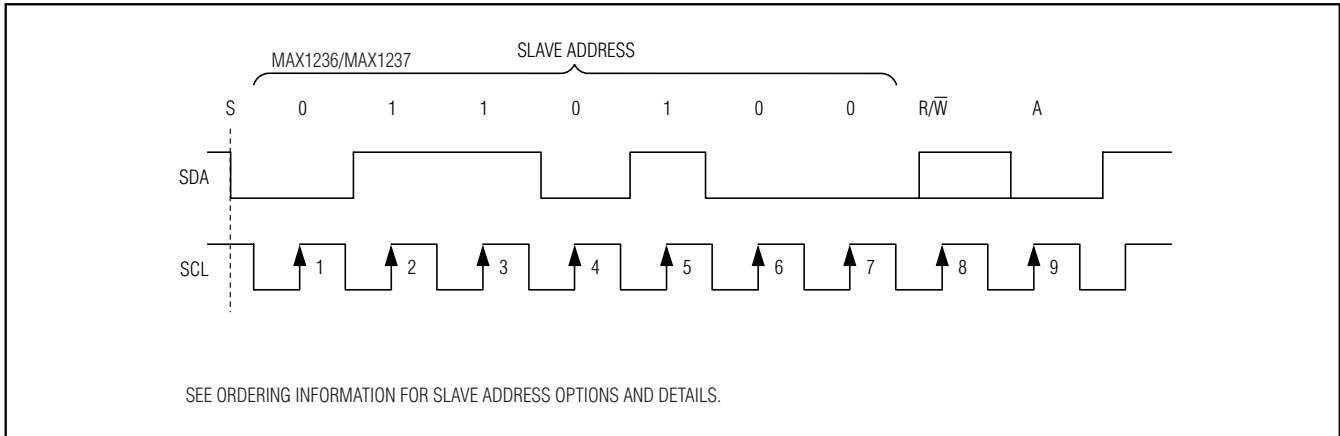 SLAVE ADDRESS
MAX1236/MAX1237
S 0 1 1 0 1 0 0 R/W̅ A
SDA
SCL 1 2 3 4 5 6 7 8 9
SEE ORDERING INFORMATION FOR SLAVE ADDRESS OPTIONS AND DETAILS.